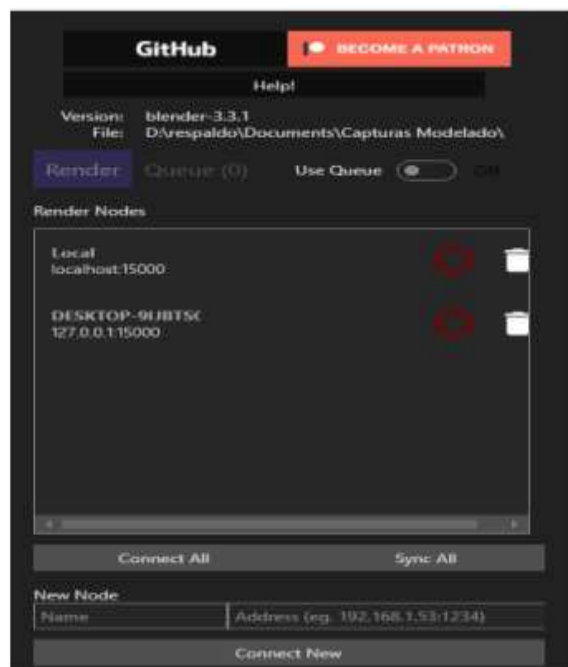 GitHub BECOME A PATRON
Help!
Version: blender-3.3.1
File: D:\respaldo\Documents\Capturas Modelado\
Render Queue (0) Use Queue Off
Render Nodes
Local
localhost:15000
127.0.0.1:15000
Connect All Sync All
New Node
Name Address (eg. 192.168.1.53:1234)
Connect New